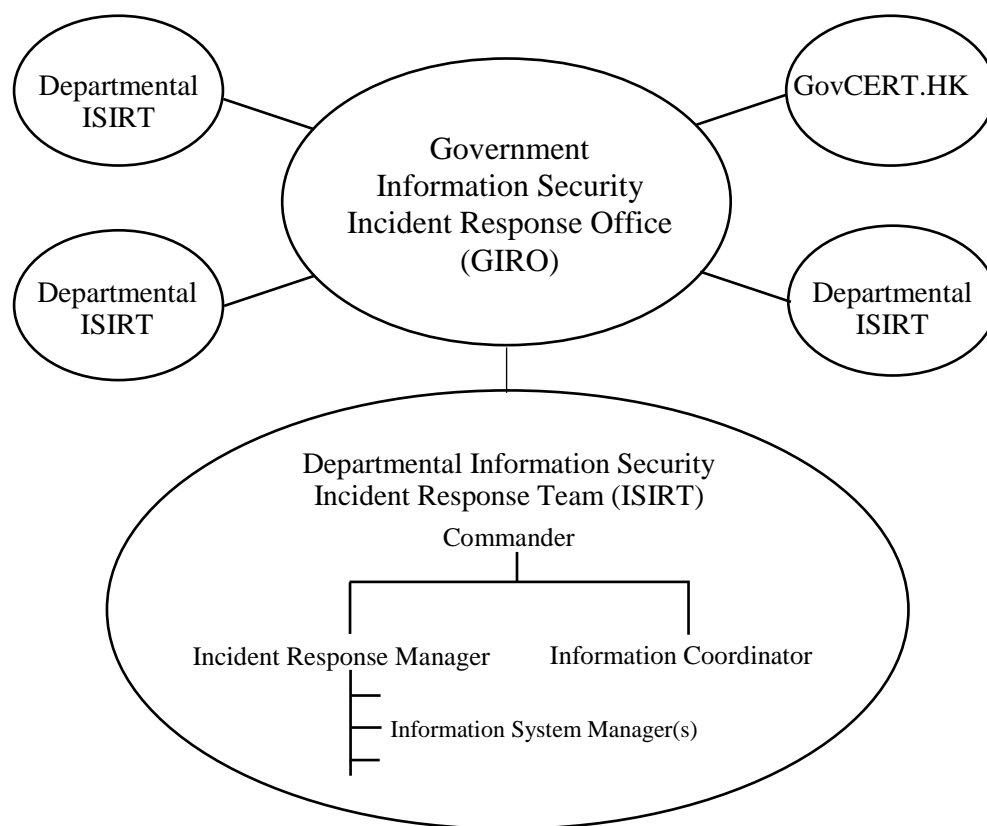 Departmental
ISIRT
GovCERT.HK
Government
Information Security
Incident Response Office
(GIRO)
Departmental
ISIRT
Departmental
ISIRT
Departmental Information Security
Incident Response Team (ISIRT)
Commander
Incident Response Manager
Information Coordinator
Information System Manager(s)